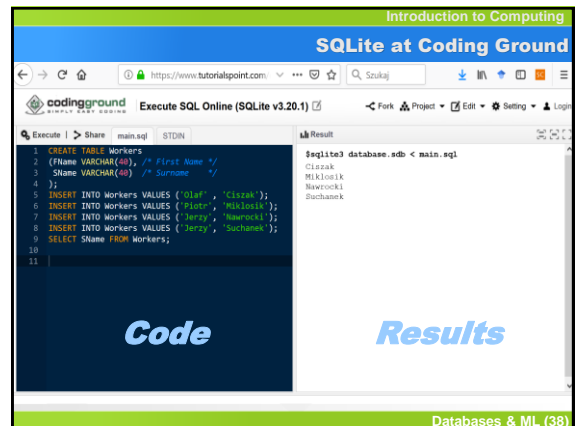 Introduction to Computing
SQLite at Coding Ground
https://www.tutorialspoint.com/
Szukaj
codingground
SIMPLY EASY CODING
Execute SQL Online (SQLite v3.20.1)
Fork Project Edit Setting Login
Execute | Share main.sql STDIN
Result
1 CREATE TABLE Workers
2 (FName VARCHAR(40), /* First Name */
3 SName VARCHAR(40) /* Surname */
4 );
5 INSERT INTO Workers VALUES ('Olaf' , 'Ciszak');
6 INSERT INTO Workers VALUES ('Piotr', 'Miklosik');
7 INSERT INTO Workers VALUES ('Jerzy', 'Nawrocki');
8 INSERT INTO Workers VALUES ('Jerzy', 'Suchanek');
9 SELECT SName FROM Workers;
10
11
$sqlite3 database.sdb < main.sql
Ciszak
Miklosik
Nawrocki
Suchanek
Code
Results
Databases & ML (38)